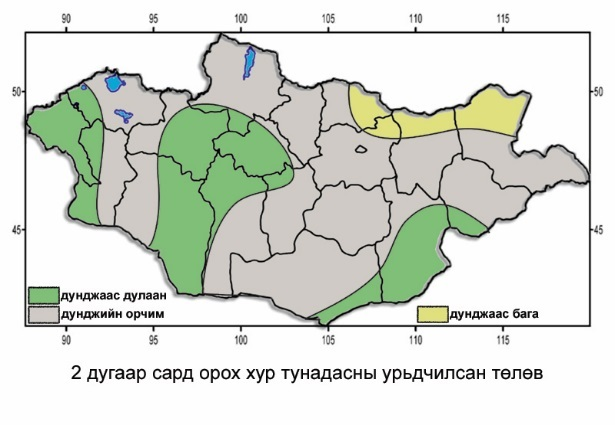 90 95 100 105 110 115
50 50
45 45
дунджаас дулаан
дунджийн орчим
дунджаас бага
90 95 100 105 110 115
2 дугаар сард орох хур тунадасны урьдчилсан төлөв